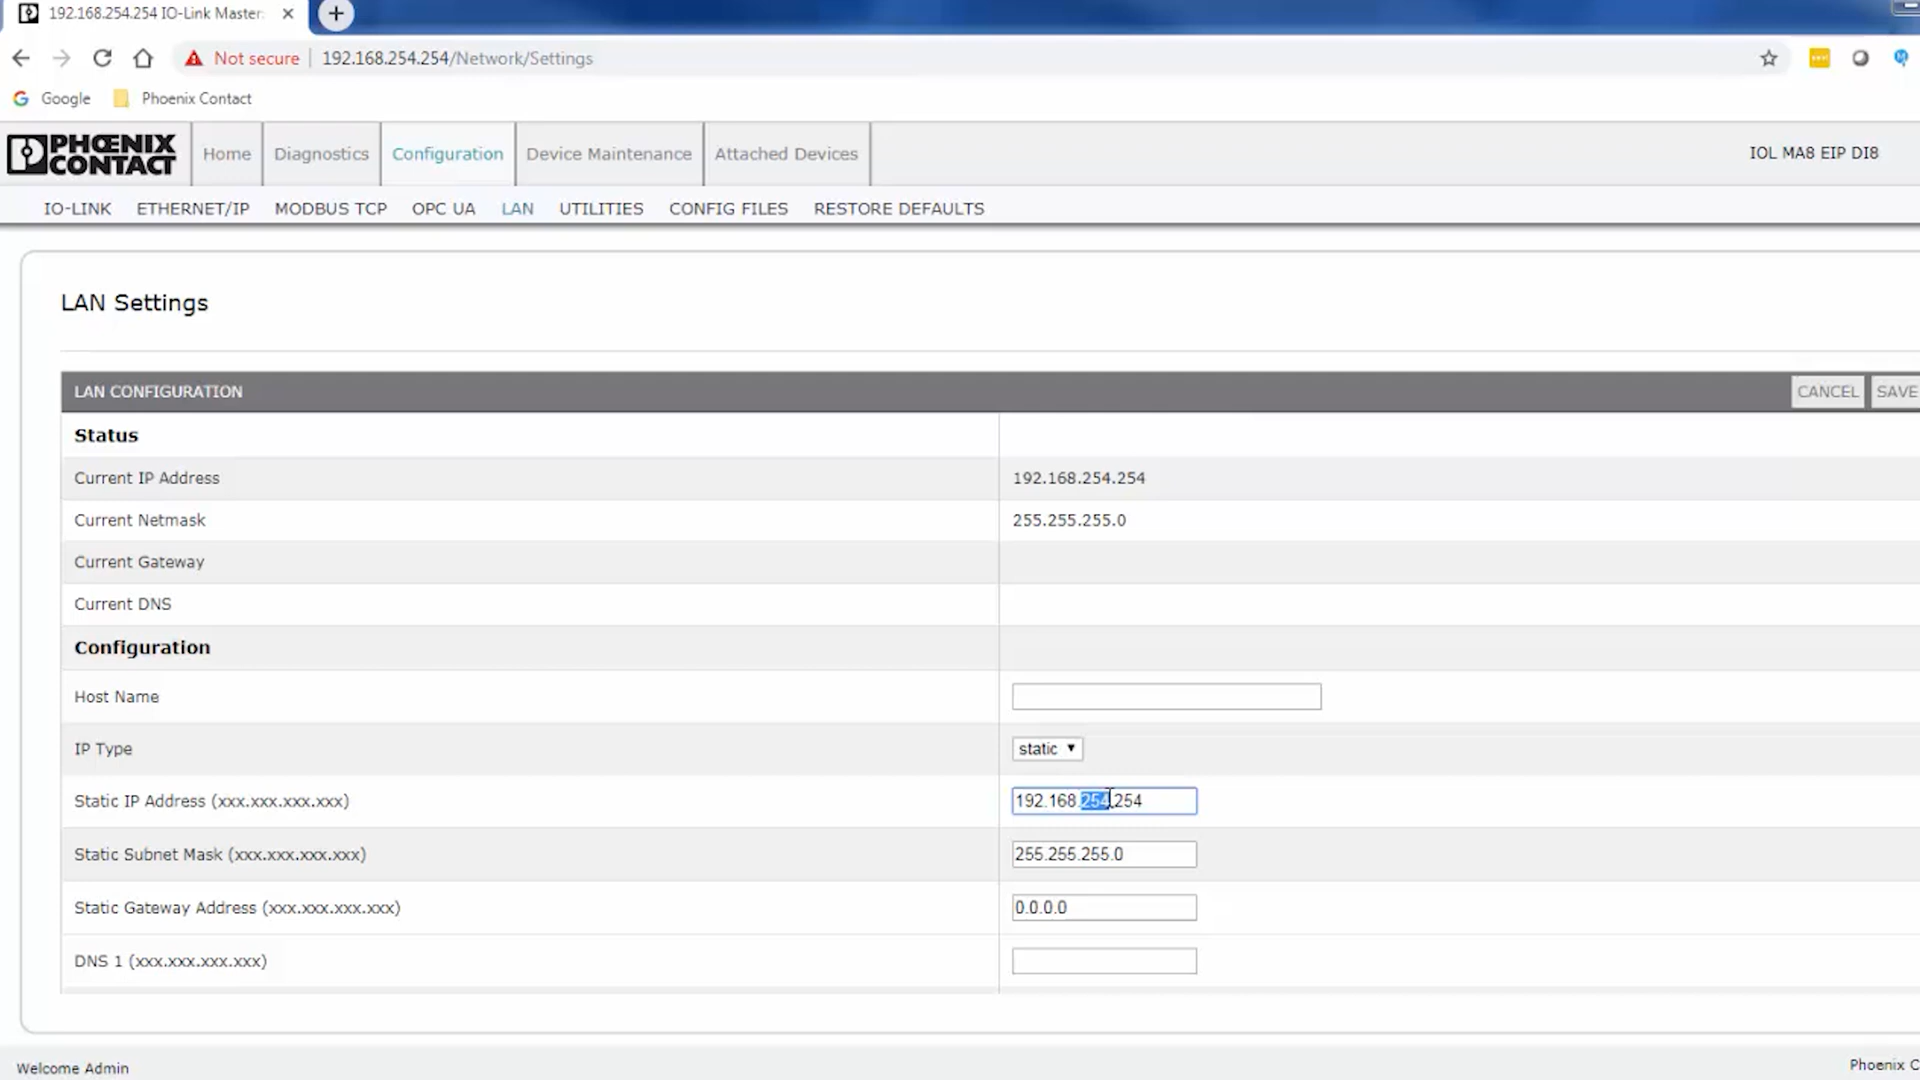 192.168.254.254 IO-Link Master
Not secure 192.168.254.254/Network/Settings
Google Phoenix Contact
PHŒNIX CONTACT
Home Diagnostics Configuration Device Maintenance Attached Devices IOL MA8 EIP DI8
IO-LINK ETHERNET/IP MODBUS TCP OPC UA LAN UTILITIES CONFIG FILES RESTORE DEFAULTS
LAN Settings
LAN CONFIGURATION CANCEL SAVE
Status
Current IP Address 192.168.254.254
Current Netmask 255.255.255.0
Current Gateway
Current DNS
Configuration
Host Name
IP Type static
Static IP Address (xxx.xxx.xxx.xxx) 192.168.254.254
Static Subnet Mask (xxx.xxx.xxx.xxx) 255.255.255.0
Static Gateway Address (xxx.xxx.xxx.xxx) 0.0.0.0
DNS 1 (xxx.xxx.xxx.xxx)
Welcome Admin Phoenix C